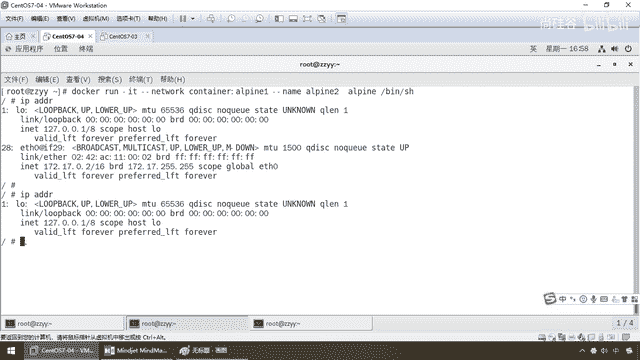 CentOS7-04 - VMware Workstation
文件(F) 编辑(E) 查看(V) 虚拟机(M) 选项卡(T) 帮助(H)
尚硅谷 bilibili
主页 CentOS7-04 CentOS7-03
应用程序 位置 终端 英 星期一 16:58
root@zzyy:~
文件(F) 编辑(E) 查看(V) 搜索(S) 终端(T) 帮助(H)
[root@zzyy ~]# docker run -it --network container:alpine1 --name alpine2 alpine /bin/sh
/ # ip addr
1: lo: <LOOPBACK,UP,LOWER_UP> mtu 65536 qdisc noqueue state UNKNOWN qlen 1
link/loopback 00:00:00:00:00:00 brd 00:00:00:00:00:00
inet 127.0.0.1/8 scope host lo
valid_lft forever preferred_lft forever
28: eth0@if29: <BROADCAST,MULTICAST,UP,LOWER_UP,M-DOWN> mtu 1500 qdisc noqueue state UP
link/ether 02:42:ac:11:00:02 brd ff:ff:ff:ff:ff:ff
inet 172.17.0.2/16 brd 172.17.255.255 scope global eth0
valid_lft forever preferred_lft forever
/ #
/ # ip addr
1: lo: <LOOPBACK,UP,LOWER_UP> mtu 65536 qdisc noqueue state UNKNOWN qlen 1
link/loopback 00:00:00:00:00:00 brd 00:00:00:00:00:00
inet 127.0.0.1/8 scope host lo
valid_lft forever preferred_lft forever
/ #
中
root@zzyy:~ root@zzyy:~ root@zzyy:~ 1 / 4
要返回到您的计算机，请将鼠标指针从虚拟机中移出或按 Ctrl+Alt。
CentOS7-04 - VM... Mindjet MindMa... 无标题 - 画图 中